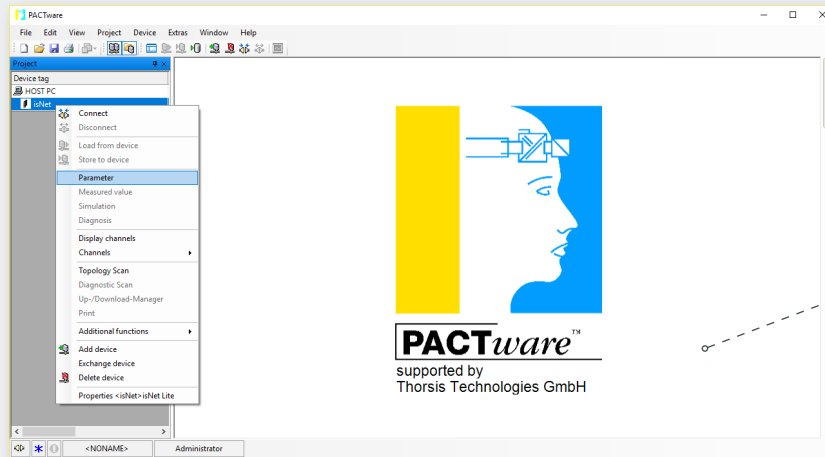 PACTware
File Edit View Project Device Extras Window Help
Project
Device tag
HOST PC
isNet
Connect
Disconnect
Load from device
Store to device
Parameter
Measured value
Simulation
Diagnosis
Display channels
Channels
Topology Scan
Diagnostic Scan
Up-/Download-Manager
Print
Additional functions
Add device
Exchange device
Delete device
Properties <isNet>isNet Lite
PACTware™
supported by
Thorsis Technologies GmbH
<NONAME> Administrator